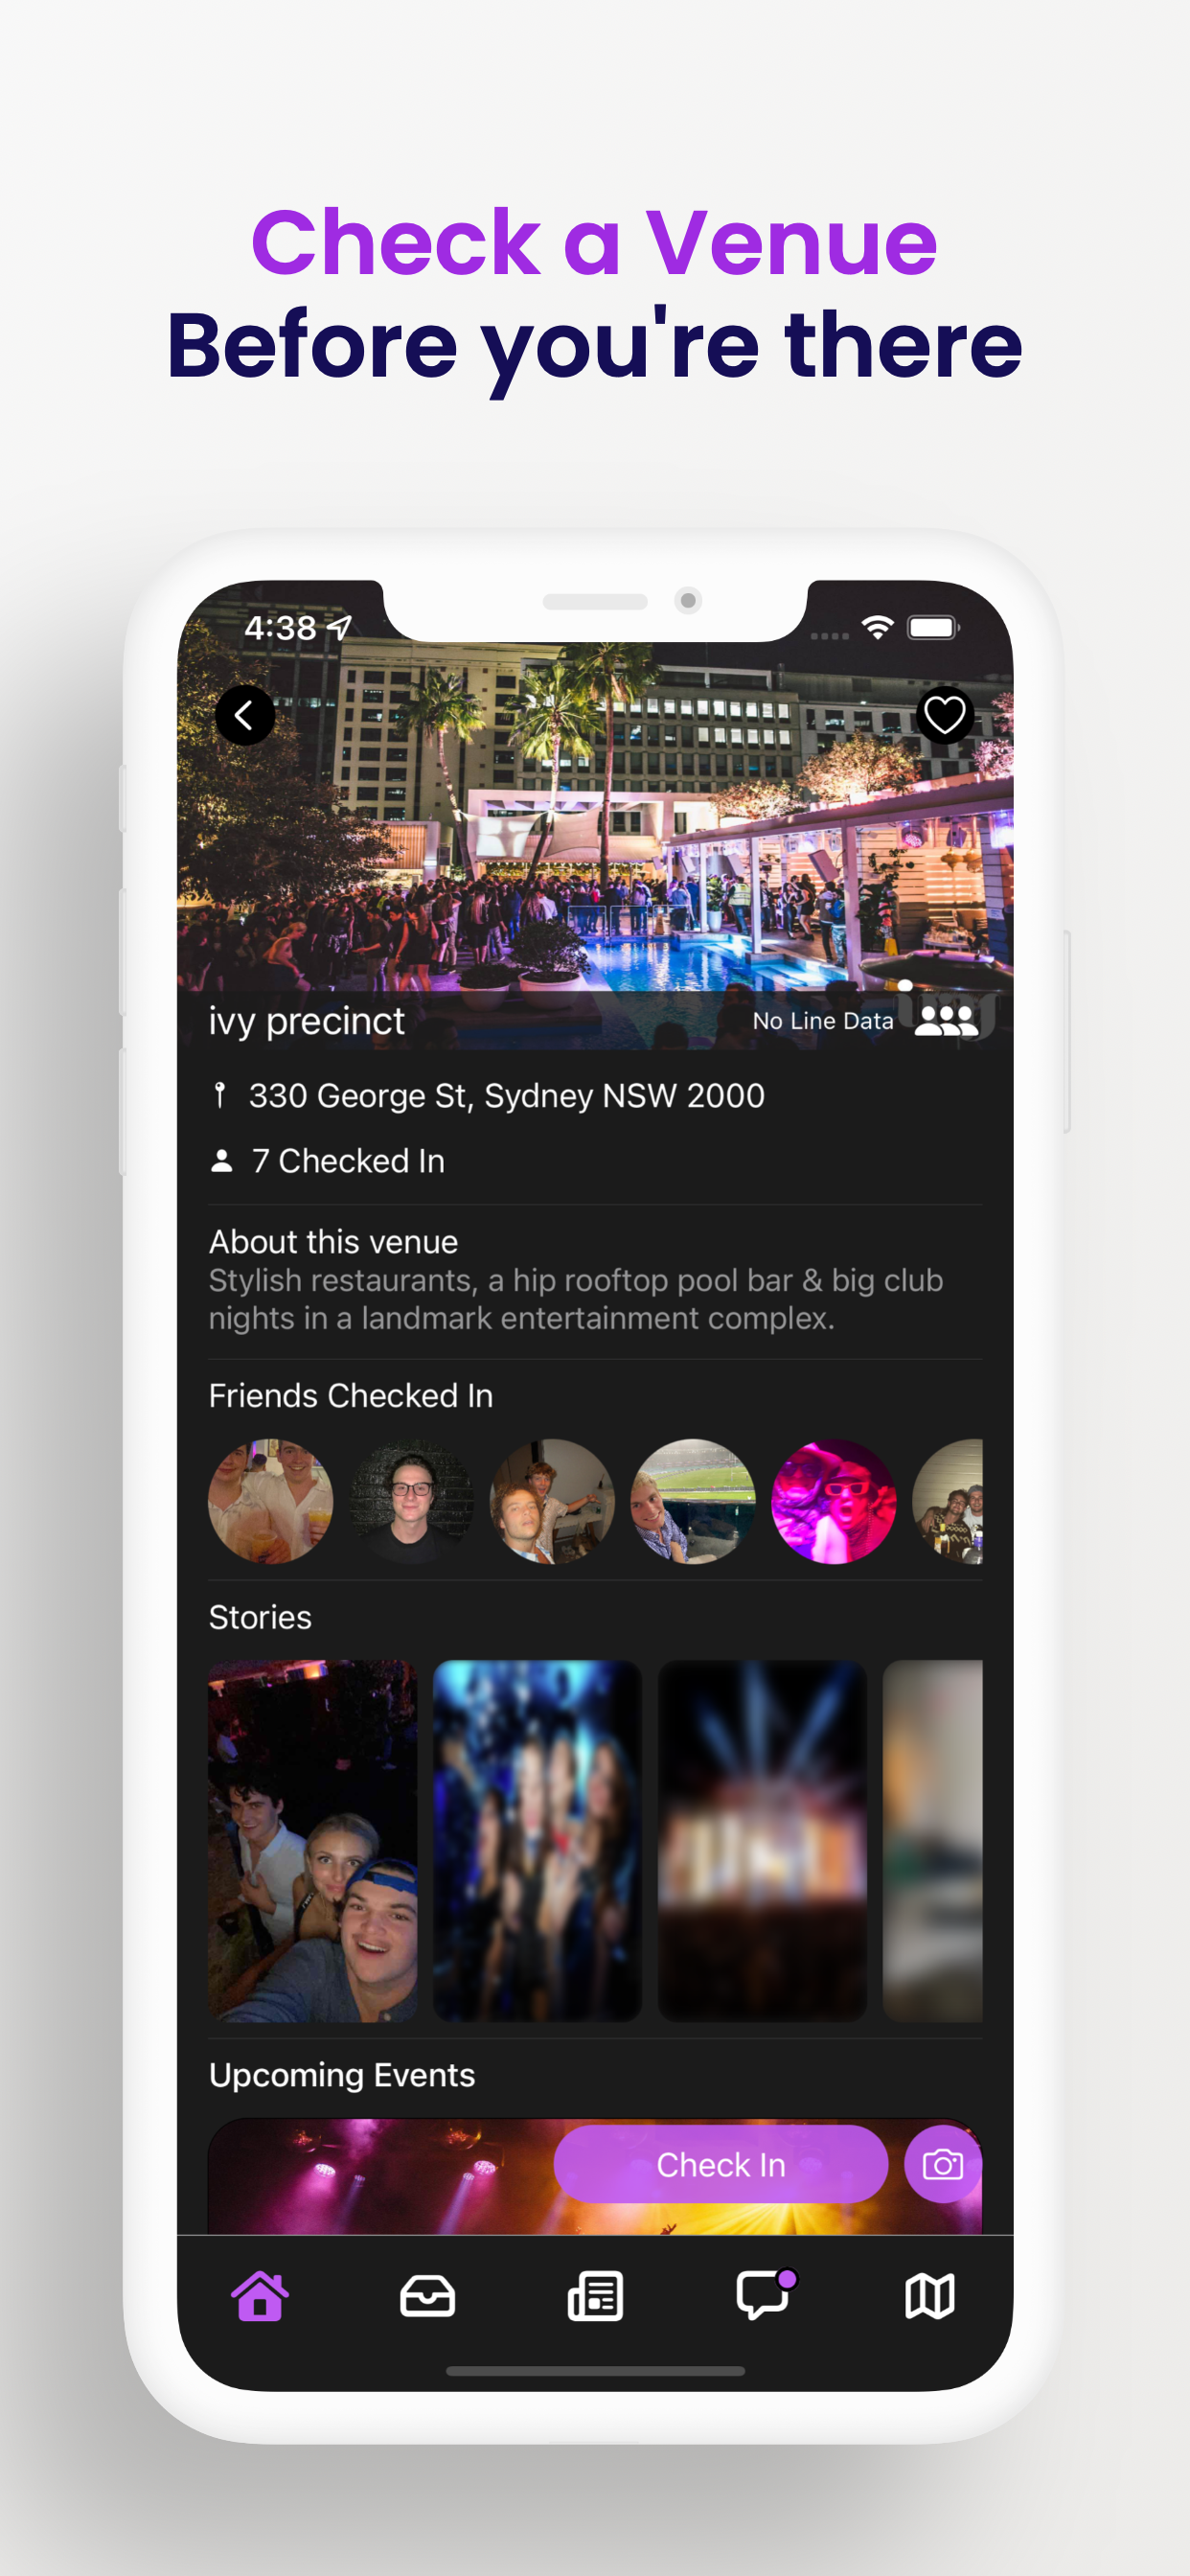 Check a Venue
Before you're there
4:38
ivy precinct
No Line Data
330 George St, Sydney NSW 2000
7 Checked In
About this venue
Stylish restaurants, a hip rooftop pool bar & big club
nights in a landmark entertainment complex.
Friends Checked In
Stories
Upcoming Events
Check In